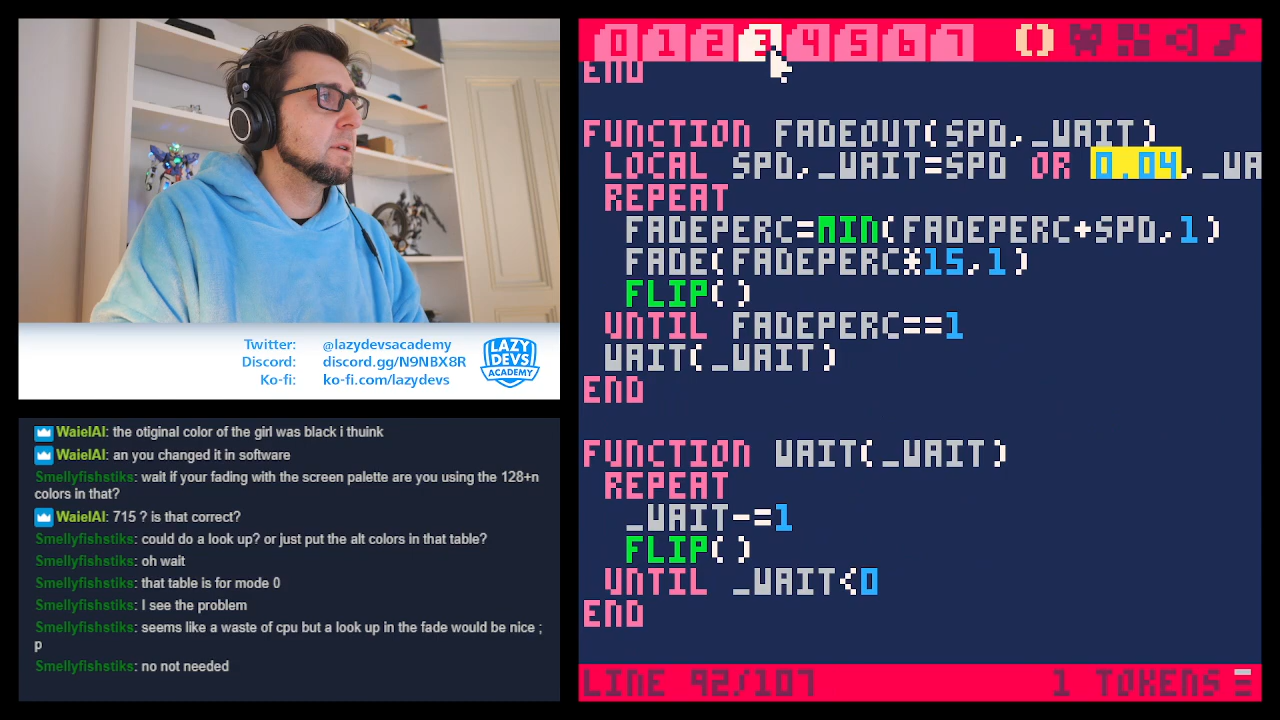 Twitter: @lazydevsacademy
Discord: discord.gg/N9NBX8R
Ko-fi: ko-fi.com/lazydevs
LAZY
DEVS
ACADEMY
WaielAI: the otiginal color of the girl was black i thuink
WaielAI: an you changed it in software
Smellyfishstiks: wait if your fading with the screen palette are you using the 128+n
colors in that?
WaielAI: 715 ? is that correct?
Smellyfishstiks: could do a look up? or just put the alt colors in that table?
Smellyfishstiks: oh wait
Smellyfishstiks: that table is for mode 0
Smellyfishstiks: I see the problem
Smellyfishstiks: seems like a waste of cpu but a look up in the fade would be nice ;
p
Smellyfishstiks: no not needed
0 1 2 3 4 5 6 7 ()
END
FUNCTION FADEOUT(SPD,_WAIT)
LOCAL SPD,_WAIT=SPD OR 0.04,_WA
REPEAT
FADEPERC=MIN(FADEPERC+SPD,1)
FADE(FADEPERC*15,1)
FLIP()
UNTIL FADEPERC==1
WAIT(_WAIT)
END
FUNCTION WAIT(_WAIT)
REPEAT
_WAIT-=1
FLIP()
UNTIL _WAIT<0
END
LINE 92/107 1 TOKENS